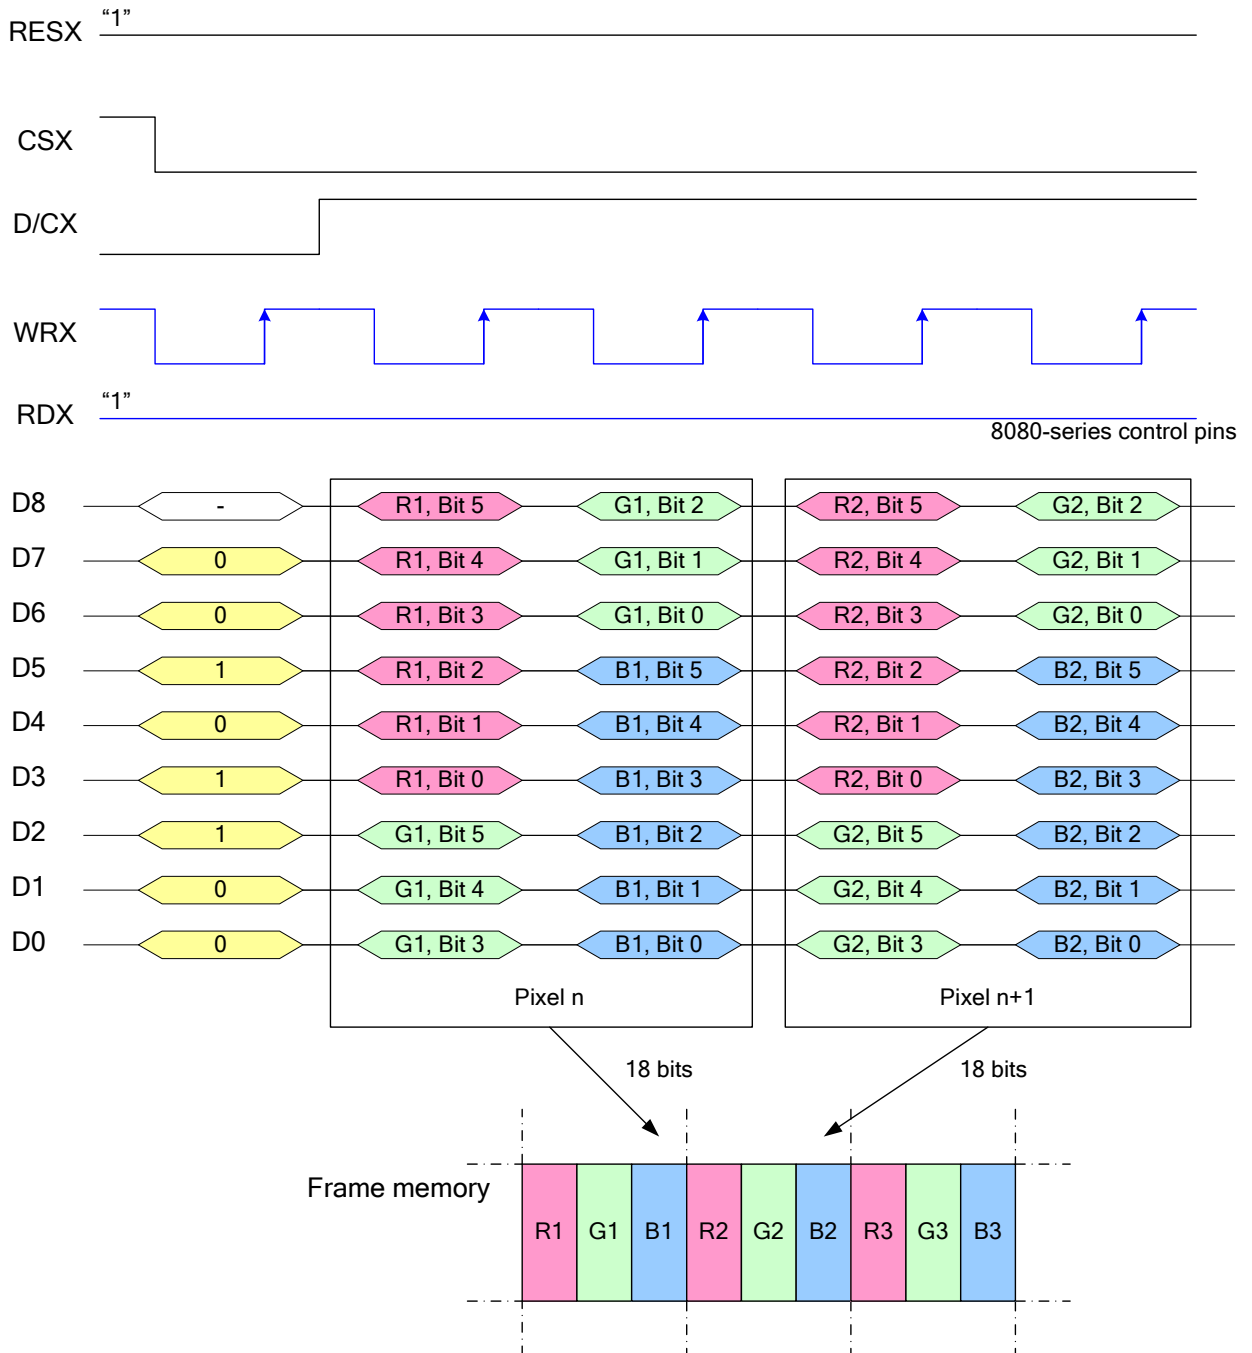 RESX “1”
CSX
D/CX
WRX
RDX “1”
8080-series control pins
D8 - R1, Bit 5 G1, Bit 2 R2, Bit 5 G2, Bit 2
D7 0 R1, Bit 4 G1, Bit 1 R2, Bit 4 G2, Bit 1
D6 0 R1, Bit 3 G1, Bit 0 R2, Bit 3 G2, Bit 0
D5 1 R1, Bit 2 B1, Bit 5 R2, Bit 2 B2, Bit 5
D4 0 R1, Bit 1 B1, Bit 4 R2, Bit 1 B2, Bit 4
D3 1 R1, Bit 0 B1, Bit 3 R2, Bit 0 B2, Bit 3
D2 1 G1, Bit 5 B1, Bit 2 G2, Bit 5 B2, Bit 2
D1 0 G1, Bit 4 B1, Bit 1 G2, Bit 4 B2, Bit 1
D0 0 G1, Bit 3 B1, Bit 0 G2, Bit 3 B2, Bit 0
Pixel n Pixel n+1
18 bits 18 bits
Frame memory
R1 G1 B1 R2 G2 B2 R3 G3 B3